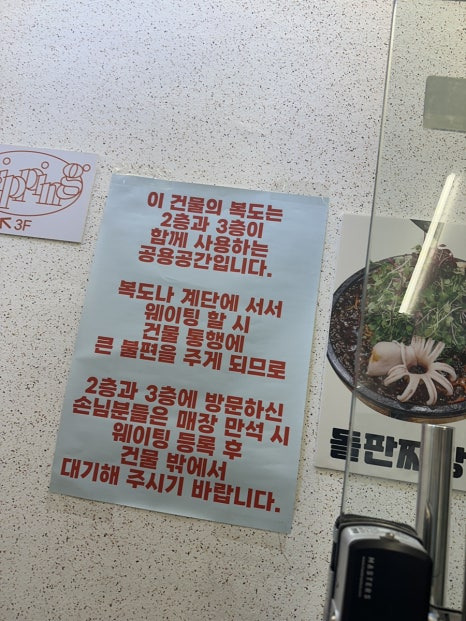 3F
이 건물의 복도는
2층과 3층이
함께 사용하는
공용공간입니다.
복도나 계단에 서서
웨이팅 할 시
건물 통행에
큰 불편을 주게 되므로
2층과 3층에 방문하신
손님분들은 매장 만석 시
웨이팅 등록 후
건물 밖에서
대기해 주시기 바랍니다.
MASTERS